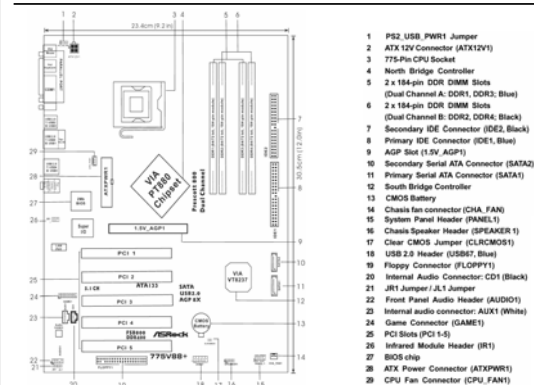 1 2 3 4 5 6
23.4cm (9.2 in)
30.5cm (12.0 in)
PARALLEL PORT
ATXPWR1
VIA
PT880
Chipset
Prescott 800
Dual Channel
Super
I/O
1.5V_AGP1
PCI 1
PCI 2
PCI 3
PCI 4
PCI 5
ATA133
SATA
USB2.0
AGP 8X
VIA
VT8237
CMOS
Battery
FSB800
DDR400
ASRock
775V88+
7
8
9
10
11
12
13
14
29
28
27
26
25
24
23
22
21
20 19 18 17 16 15
1 PS2_USB_PWR1 Jumper
2 ATX 12V Connector (ATX12V1)
3 775-Pin CPU Socket
4 North Bridge Controller
5 2 x 184-pin DDR DIMM Slots
(Dual Channel A: DDR1, DDR3; Blue)
6 2 x 184-pin DDR DIMM Slots
(Dual Channel B: DDR2, DDR4; Black)
7 Secondary IDE Connector (IDE2, Black)
8 Primary IDE Connector (IDE1, Blue)
9 AGP Slot (1.5V_AGP1)
10 Secondary Serial ATA Connector (SATA2)
11 Primary Serial ATA Connector (SATA1)
12 South Bridge Controller
13 CMOS Battery
14 Chasis fan connector (CHA_FAN)
15 System Panel Header (PANEL1)
16 Chasis Speaker Header (SPEAKER 1)
17 Clear CMOS Jumper (CLRCMOS1)
18 USB 2.0 Header (USB67, Blue)
19 Floppy Connector (FLOPPY1)
20 Internal Audio Connector: CD1 (Black)
21 JR1 Jumper / JL1 Jumper
22 Front Panel Audio Header (AUDIO1)
23 Internal audio connector: AUX1 (White)
24 Game Connector (GAME1)
25 PCI Slots (PCI 1-5)
26 Infrared Module Header (IR1)
27 BIOS chip
28 ATX Power Connector (ATXPWR1)
29 CPU Fan Connector (CPU_FAN1)